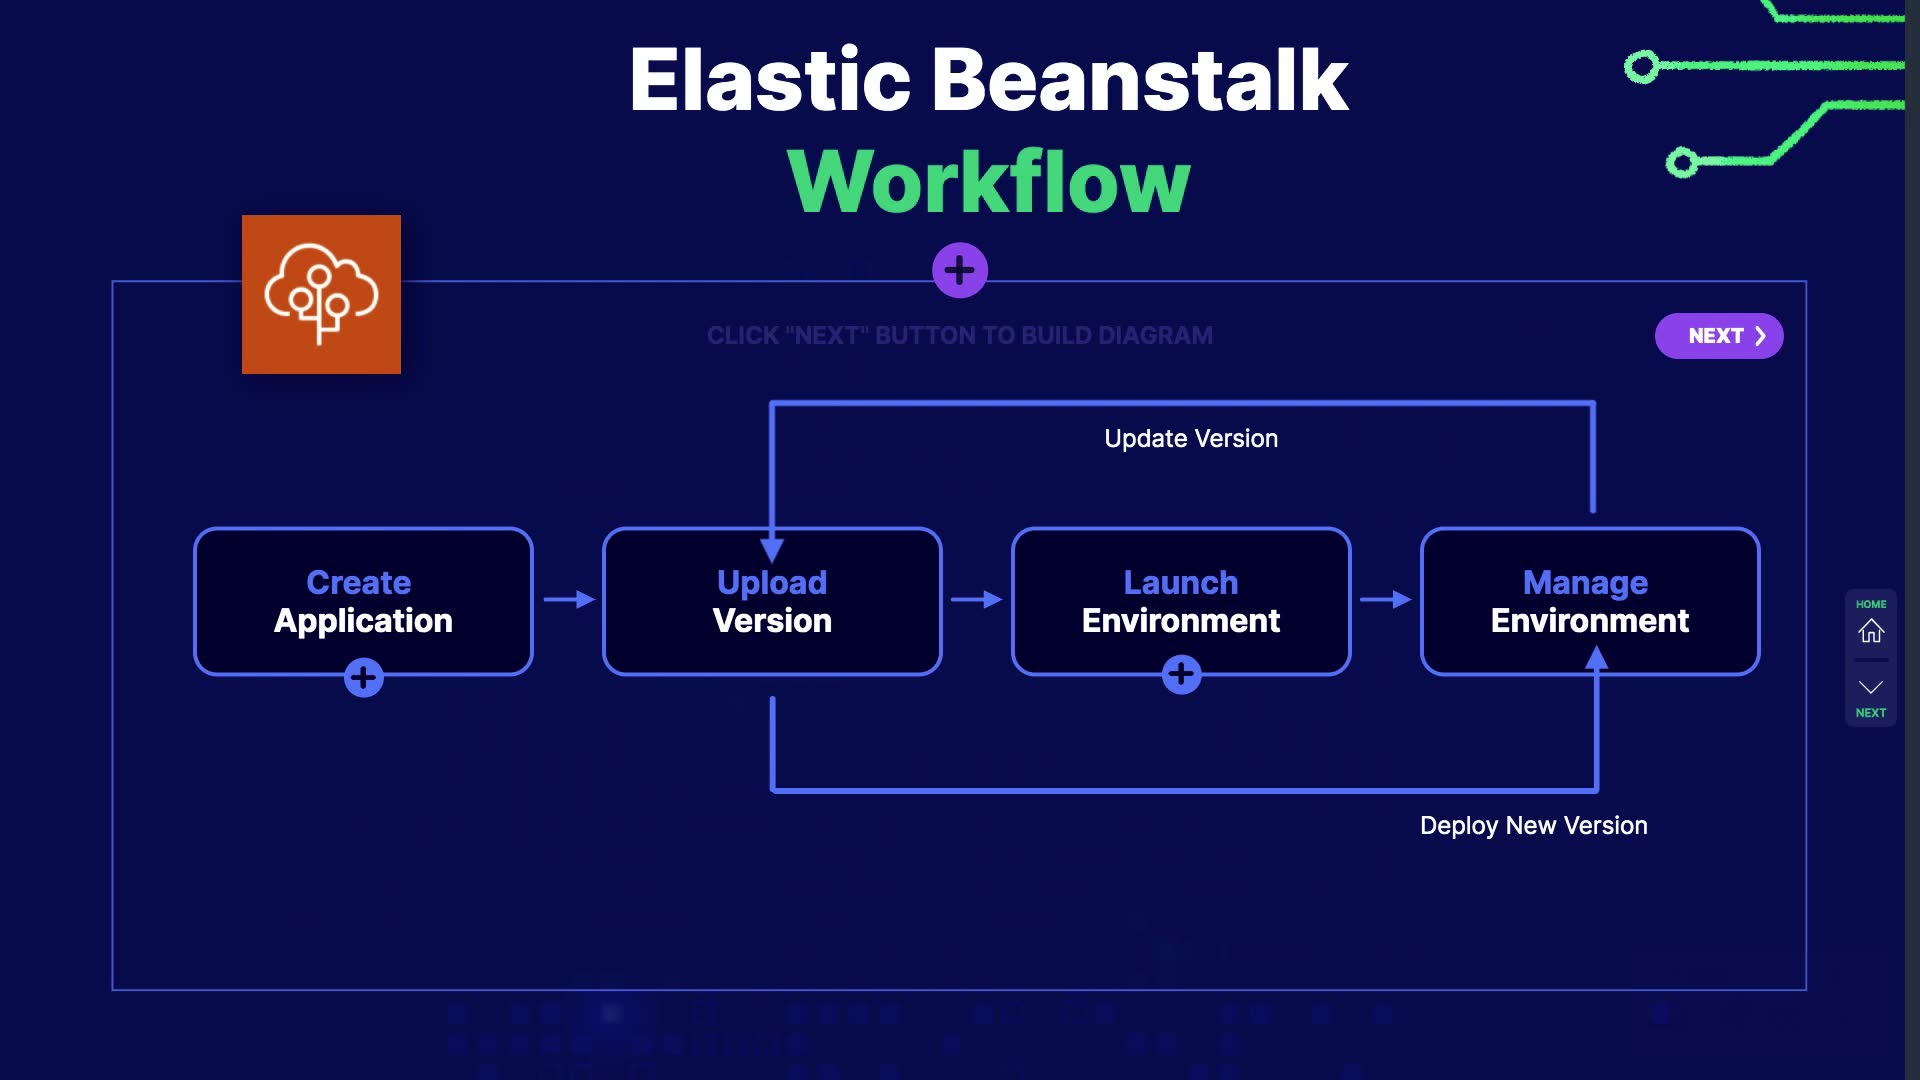 Elastic Beanstalk
Workflow
CLICK "NEXT" BUTTON TO BUILD DIAGRAM
NEXT
Update Version
Create
Application
Upload
Version
Launch
Environment
Manage
Environment
HOME
NEXT
Deploy New Version